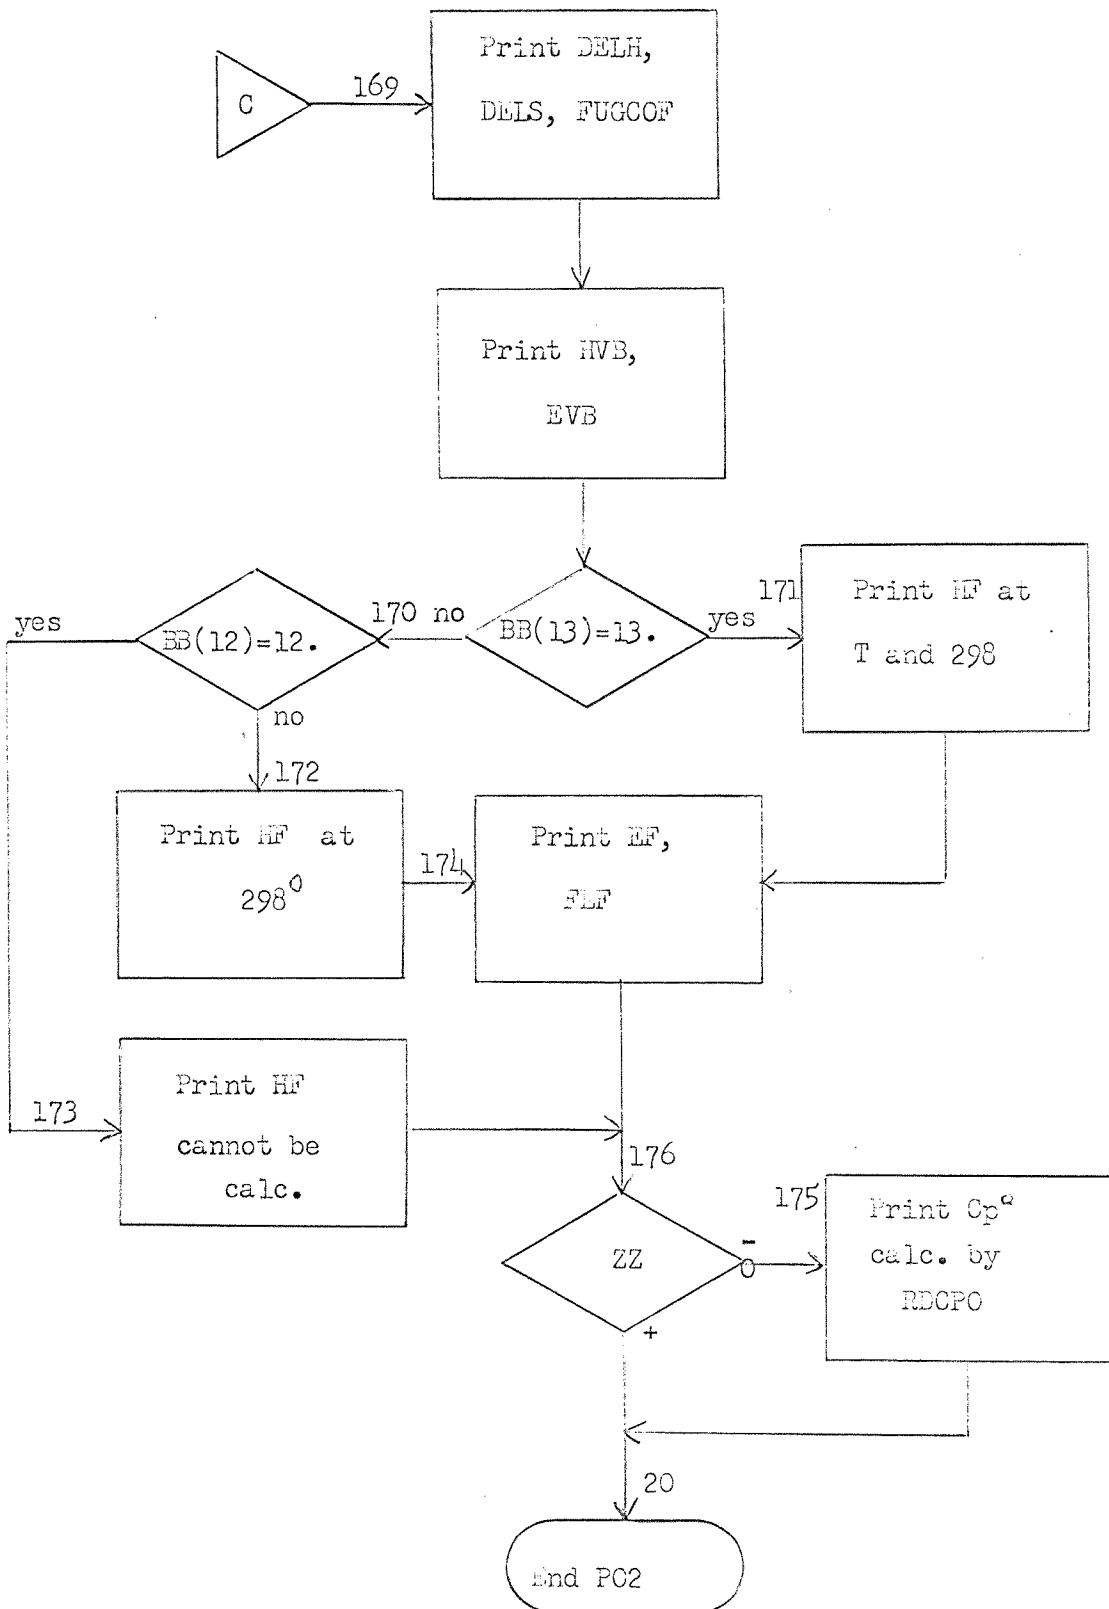 Print DELH,
C
169
DELS, FUGCOF
Print HVB,
EVB
yes
BB(12)=12.
170 no
BB(13)=13.
yes
171
Print HF at
T and 298
no
172
Print HF at
298°
174
Print EF,
FLF
173
Print HF
cannot be
calc.
176
ZZ
-
0
+
175
Print Cp°
calc. by
RDCPO
20
End PO2